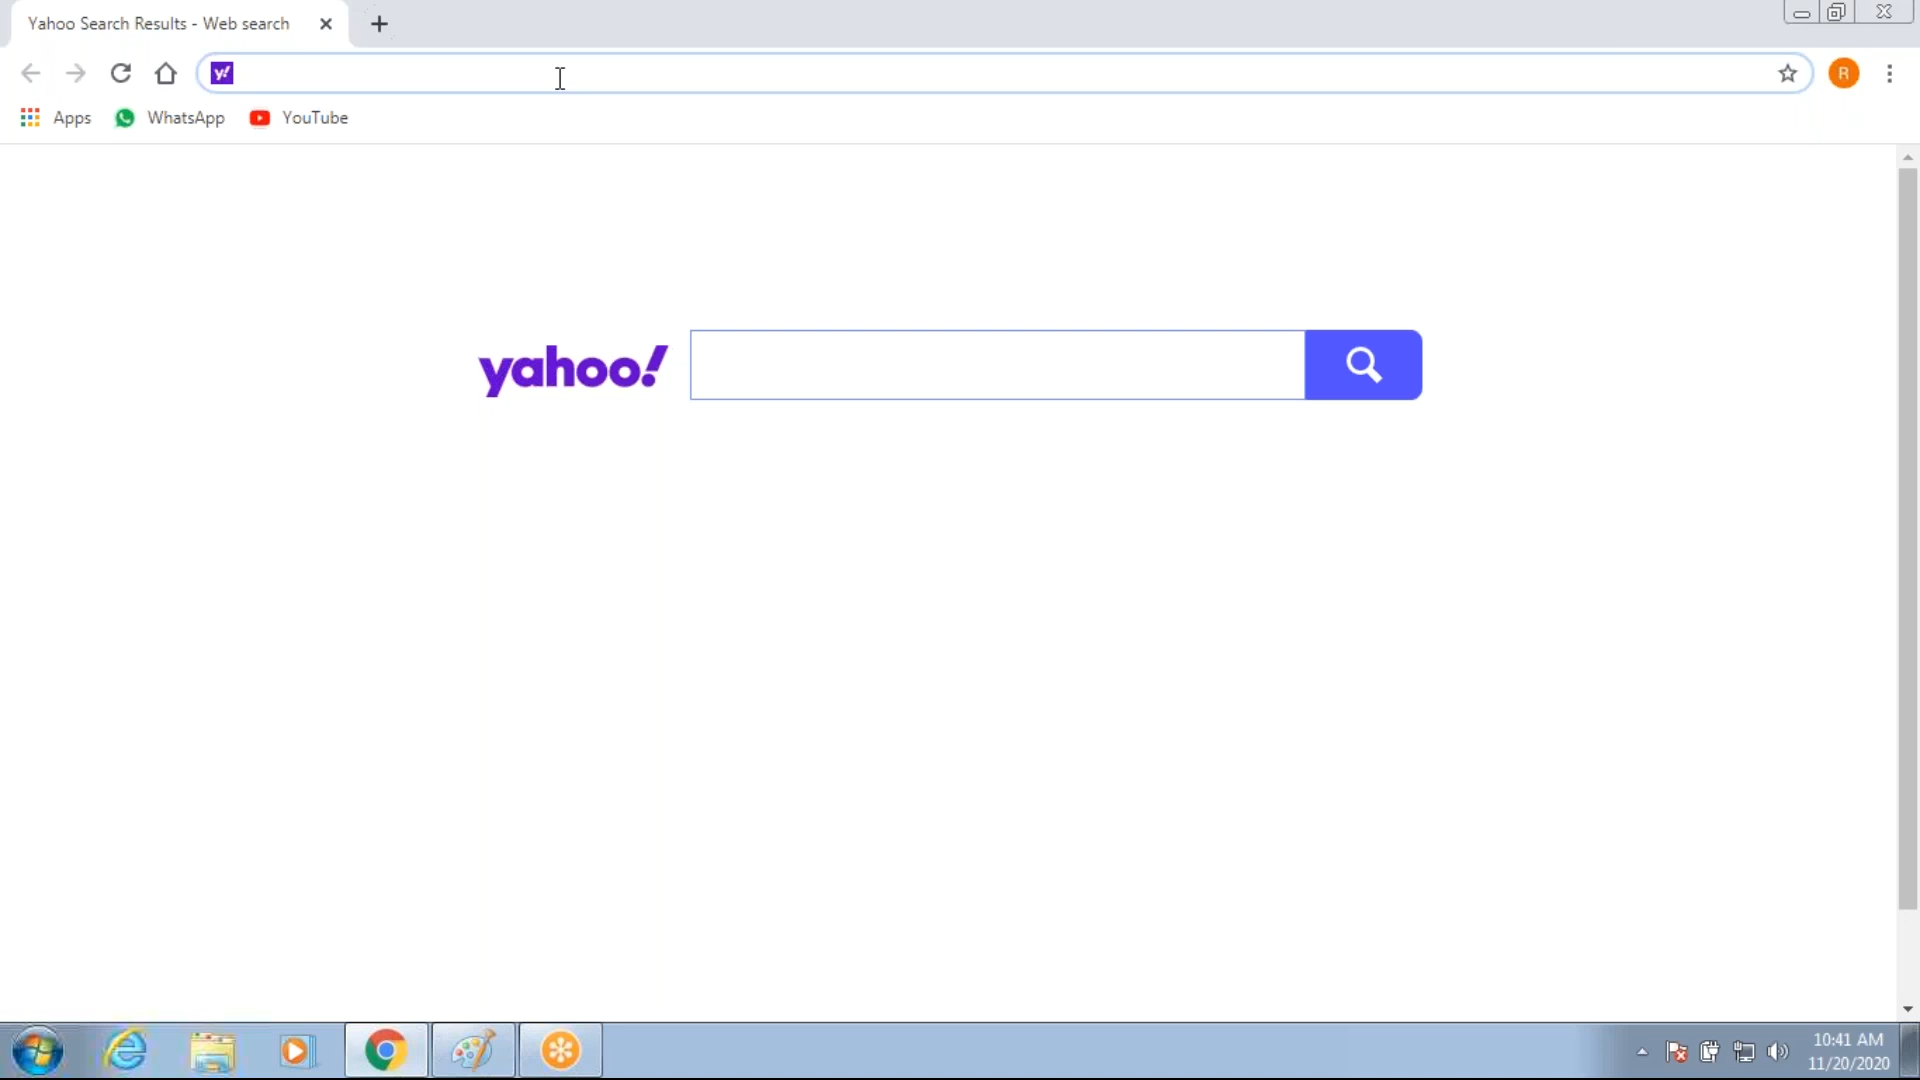 Yahoo Search Results - Web search
y!
R
Apps
WhatsApp
YouTube
yahoo!
10:41 AM
11/20/2020